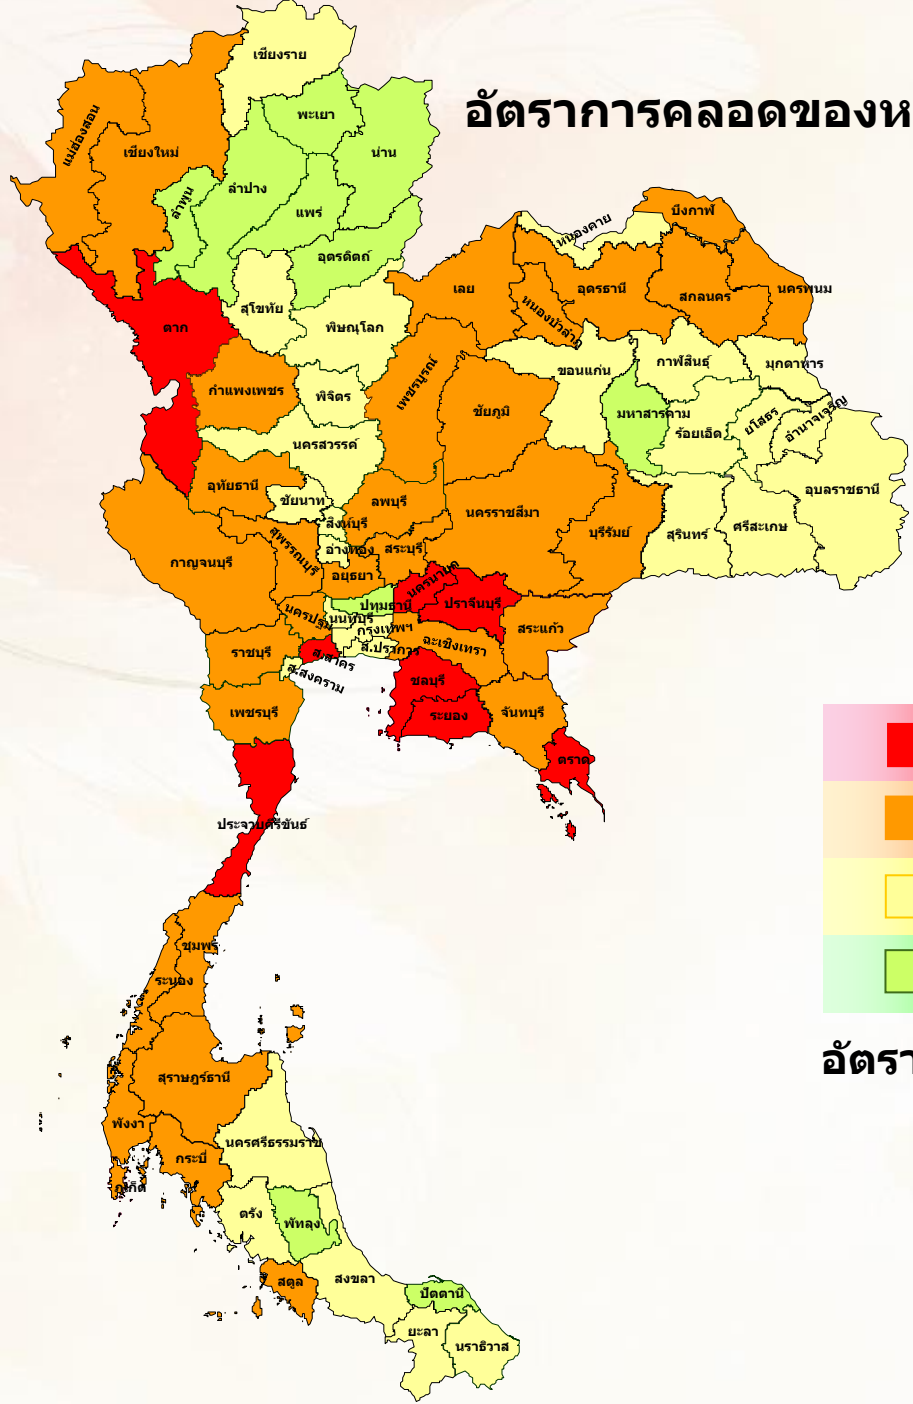 เชียงราย
อัตราการคลอดของห
พะเยา
แม่ฮ่องสอน
เชียงใหม่
น่าน
ลำปาง
ลำพูน
แพร่
บึงกาฬ
หนองคาย
อุตรดิตถ์
เลย
อุดรธานี
นครพนม
สกลนคร
สุโขทัย
หนองบัวลำภู
ตาก
พิษณุโลก
กาฬสินธุ์
มุกดาหาร
ขอนแก่น
เพชรบูรณ์
กำแพงเพชร
พิจิตร
ชัยภูมิ
มหาสารคาม
ยโสธร
อำนาจเจริญ
ร้อยเอ็ด
นครสวรรค์
อุทัยธานี
ชัยนาท
ลพบุรี
อุบลราชธานี
นครราชสีมา
สิงห์บุรี
ศรีสะเกษ
บุรีรัมย์
สุรินทร์
สุพรรณบุรี
อ่างทอง
สระบุรี
กาญจนบุรี
อยุธยา
นครนายก
ปทุมธานี
ปราจีนบุรี
นครปฐม
นนทบุรี
กรุงเทพฯ
สระแก้ว
ฉะเชิงเทรา
ส.ปราการ
ราชบุรี
ส.สาคร
ส.สงคราม
ชลบุรี
เพชรบุรี
ระยอง
จันทบุรี
ตราด
ประจวบคีรีขันธ์
ชุมพร
ระนอง
อัตรา
สุราษฎร์ธานี
พังงา
นครศรีธรรมราช
กระบี่
ภูเก็ต
ตรัง
พัทลุง
สตูล
สงขลา
ปัตตานี
ยะลา
นราธิวาส